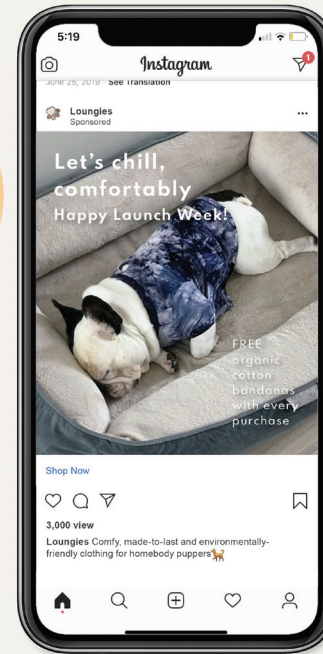 5:19
Instagram
1
June 25, 2019 · See Translation
Loungies
Sponsored
Let's chill,
comfortably
Happy Launch Week!
FREE
organic
cotton
bandanas
with every
purchase
Shop Now
3,000 view
Loungies Comfy, made-to-last and environmentally-
friendly clothing for homebody puppers